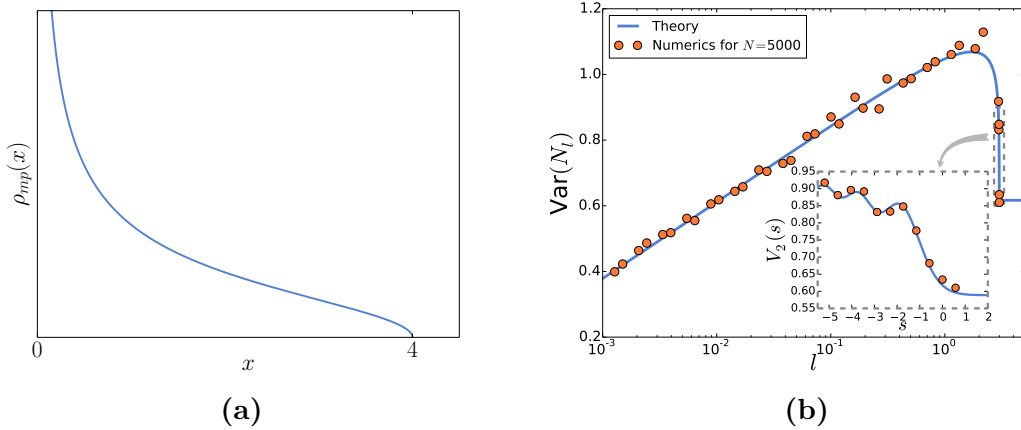 ρ_mp(x)
0
4
x
(a)
1.2
1.0
0.8
0.6
0.4
0.2
Var(N_l)
Theory
Numerics for N=5000
0.95
0.90
0.85
0.80
0.75
0.70
0.65
0.60
0.55
V_2(s)
−5 −4 −3 −2 −1 0 1 2
s
10^-3 10^-2 10^-1 10^0
l
(b)